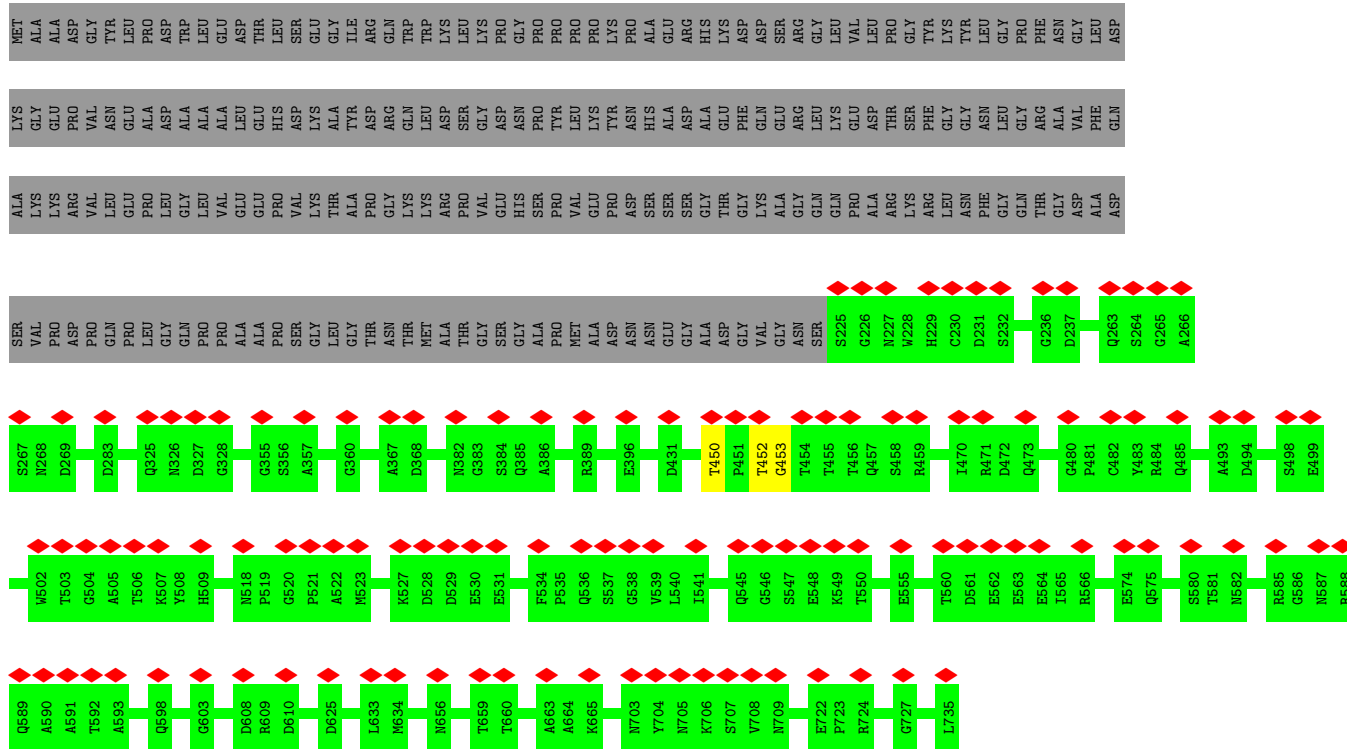 MET ALA ALA ASP GLY TYR LEU PRO ASP TRP LEU GLU ASP THR LEU SER GLU GLY ILE ARG GLN TRP TRP LYS LEU LYS PRO GLY PRO PRO PRO PRO LYS PRO ALA GLU ARG HIS LYS ASP ASP SER ARG GLY LEU VAL LEU PRO GLY TYR LYS TYR LEU GLY PRO PHE ASN GLY LEU ASP
LYS GLY GLU PRO VAL ASN GLU ALA ASP ALA ALA ALA LEU GLU HIS ASP LYS ALA TYR ASP ARG GLN LEU ASP SER GLY ASP ASN PRO TYR LEU LYS TYR ASN HIS ALA ASP ALA GLU PHE GLN GLU ARG LEU LYS GLU ASP THR SER PHE GLY GLY ASN LEU GLY ARG ALA VAL PHE GLN
ALA LYS LYS ARG VAL LEU GLU PRO LEU GLY LEU VAL GLU GLU PRO VAL LYS THR ALA PRO GLY LYS LYS ARG PRO VAL GLU HIS SER PRO VAL GLU PRO ASP SER SER SER GLY THR GLY LYS ALA GLY GLN GLN PRO ALA ARG LYS ARG LEU ASN PHE GLY GLN THR GLY ASP ALA ASP
SER VAL PRO ASP PRO GLN PRO LEU GLY GLN PRO PRO ALA ALA PRO SER GLY LEU GLY THR ASN THR MET ALA THR GLY SER GLY ALA PRO MET ALA ASP ASN ASN GLU GLY ALA ASP GLY VAL GLY ASN SER S225 G226 N227 W228 H229 C230 D231 S232 G236 D237 Q263 S264 G265 A266
S267 N268 D269 D283 Q325 N326 D327 G328 G355 S356 A357 G360 A367 D368 N382 G383 S384 Q385 A386 R389 E396 D431 T450 P451 T452 G453 T454 T455 T456 Q457 S458 R459 I470 R471 D472 Q473 G480 P481 C482 Y483 R484 Q485 A493 D494 S498 E499
W502 T503 G504 A505 T506 K507 Y508 H509 N518 P519 G520 P521 A522 M523 K527 D528 D529 E530 E531 F534 P535 Q536 S537 G538 V539 L540 I541 Q545 G546 S547 E548 K549 T550 E555 T560 D561 E562 E563 E564 I565 R566 E574 Q575 S580 T581 N582 R585 G586 N587 R588
Q589 A590 A591 T592 A593 Q598 G603 D608 R609 D610 D625 L633 M634 N656 T659 T660 A663 A664 K665 N703 Y704 N705 K706 S707 V708 N709 E722 P723 R724 G727 L735